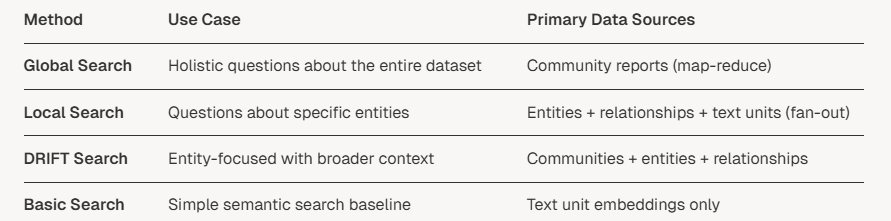 Method Use Case Primary Data Sources
Global Search Holistic questions about the entire dataset Community reports (map-reduce)
Local Search Questions about specific entities Entities + relationships + text units (fan-out)
DRIFT Search Entity-focused with broader context Communities + entities + relationships
Basic Search Simple semantic search baseline Text unit embeddings only